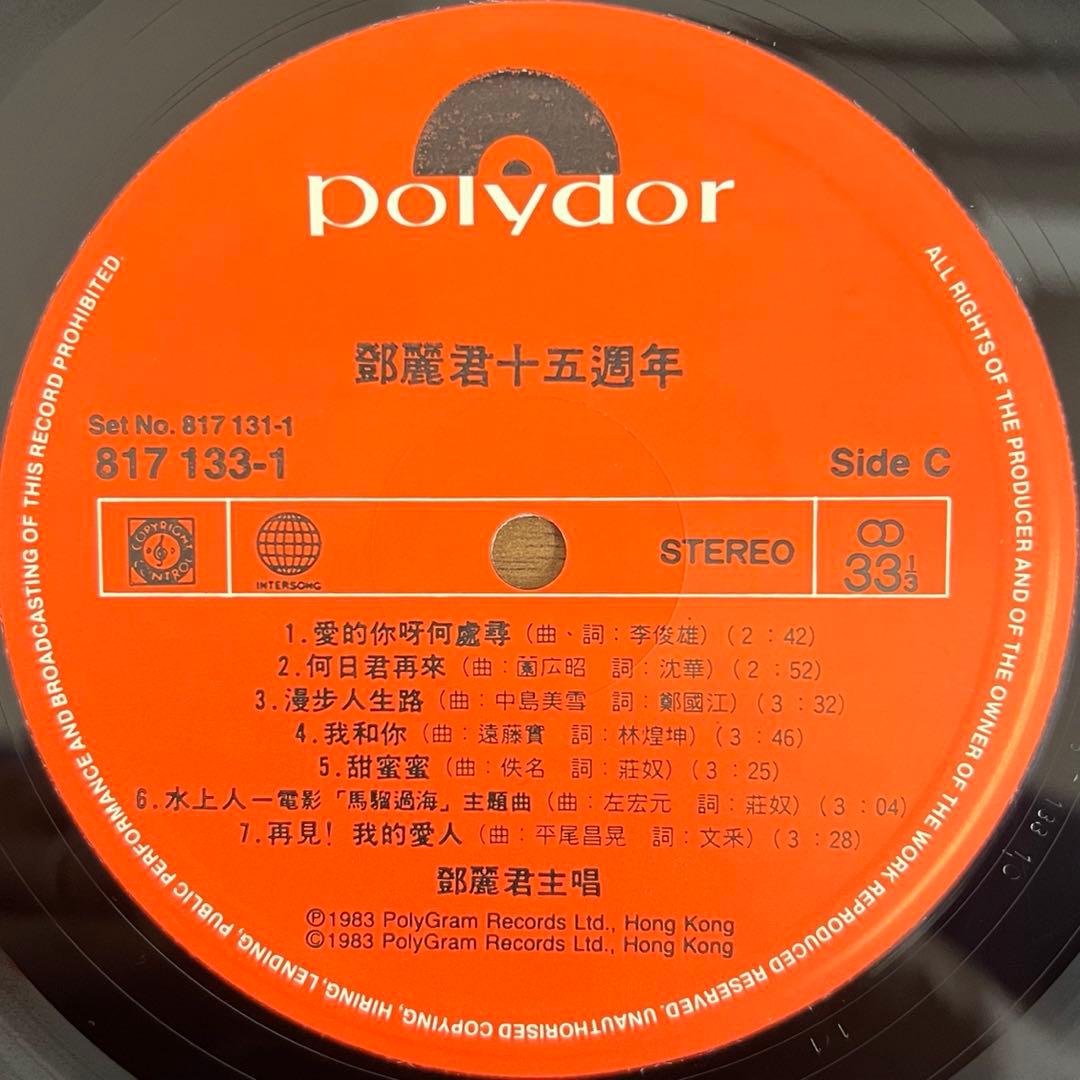 polydor
鄧麗君十五週年
Set No. 817 131-1
817 133-1
Side C
COPYRIGHT CONTROL
INTERSONG
STEREO
33 1/3
1.愛的你呀何處尋（曲、詞：李俊雄）（2：42）
2.何日君再來（曲：園広昭　詞：沈華）（2：52）
3.漫步人生路（曲：中島美雪　詞：鄭國江）（3：32）
4.我和你（曲：遠藤實　詞：林煌坤）（3：46）
5.甜蜜蜜（曲：佚名　詞：莊奴）（3：25）
6.水上人一電影「馬騮過海」主題曲（曲：左宏元　詞：莊奴）（3：04）
7.再見！我的愛人（曲：平尾昌晃　詞：文采）（3：28）
鄧麗君主唱
Ⓟ1983 PolyGram Records Ltd., Hong Kong
©1983 PolyGram Records Ltd., Hong Kong
ALL RIGHTS OF THE PRODUCER AND OF THE OWNER OF THE WORK REPRODUCED RESERVED. UNAUTHORISED COPYING, HIRING, LENDING, PUBLIC PERFORMANCE AND BROADCASTING OF THIS RECORD PROHIBITED.